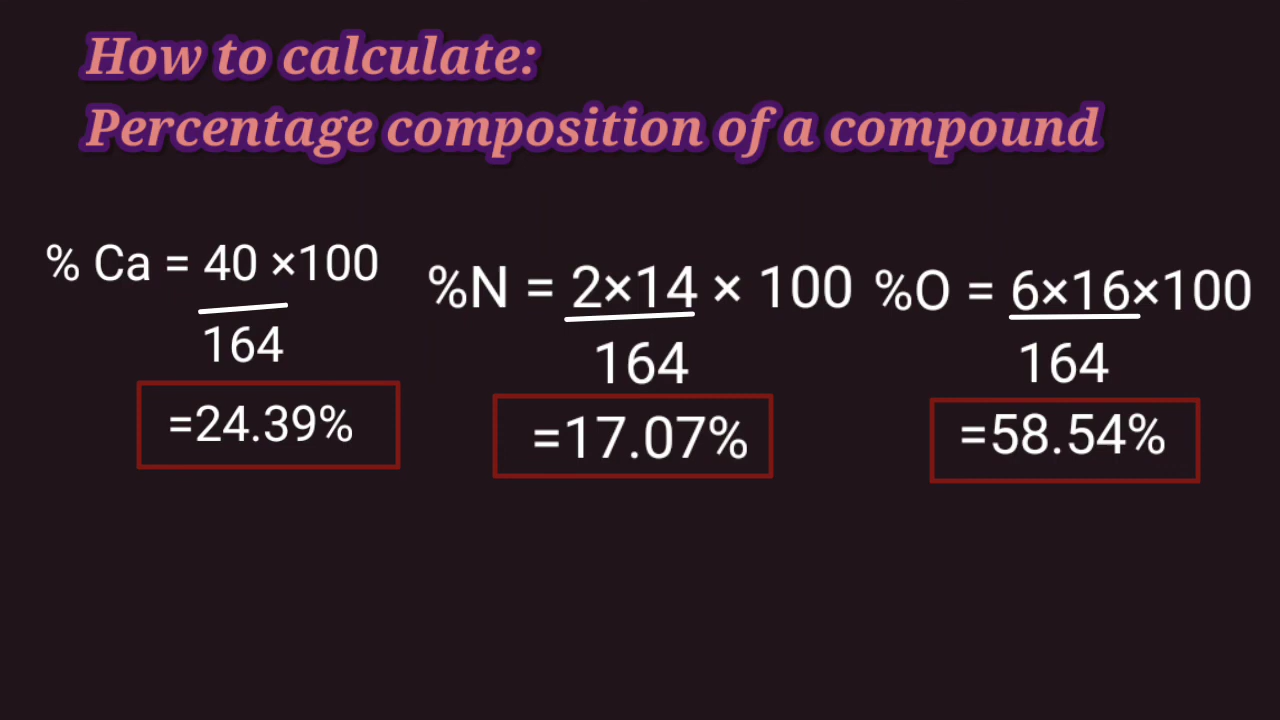 How to calculate:
Percentage composition of a compound
% Ca = 40 ×100
164
=24.39%
%N = 2×14 × 100
164
=17.07%
%O = 6×16×100
164
=58.54%